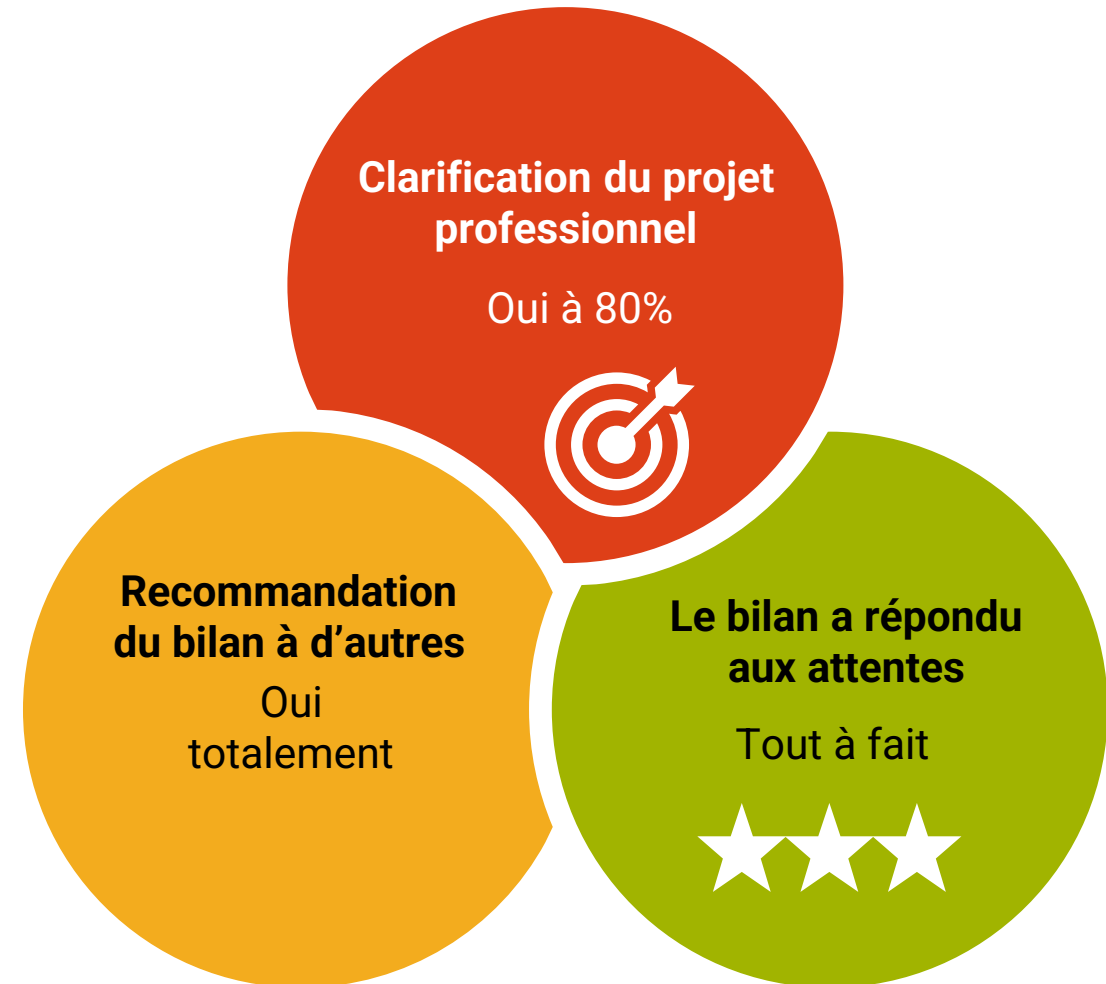 Clarification du projet
professionnel
Oui à 80%
Recommandation
du bilan à d’autres
Oui
totalement
Le bilan a répondu
aux attentes
Tout à fait